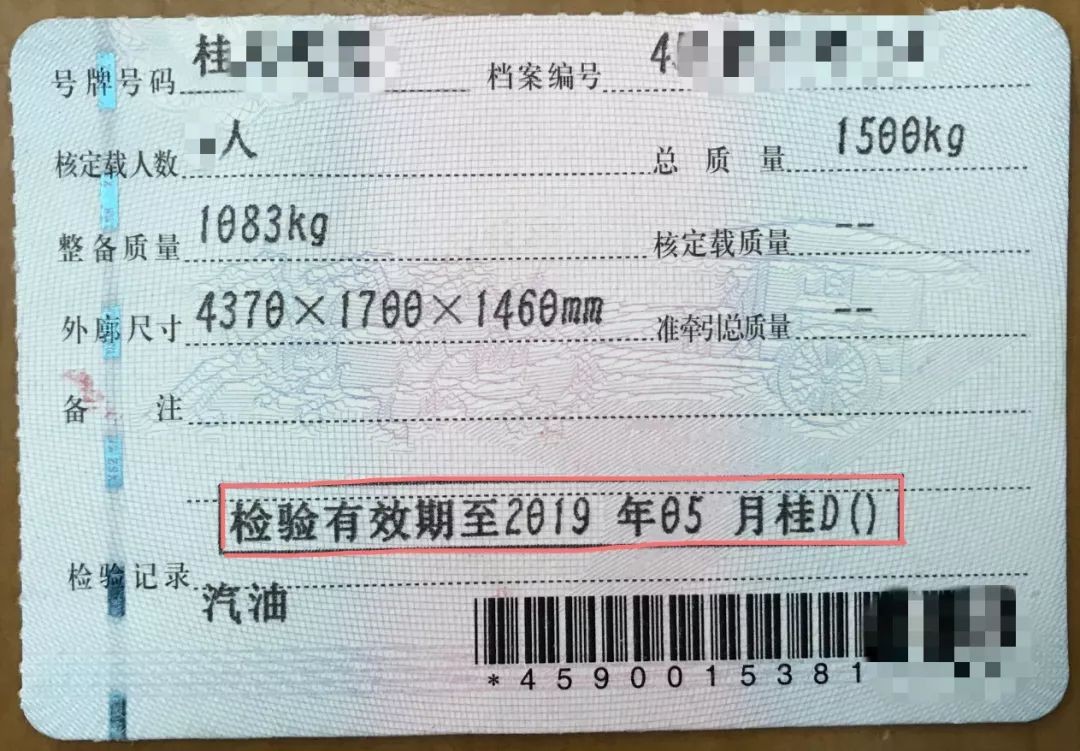 号牌号码 桂 档案编号 4
核定载人数 人 总质量 1500kg
整备质量 1083kg 核定载质量 --
外廓尺寸 4370×1700×1460mm 准牵引总质量 --
备注
检验有效期至2019 年05 月桂D()
检验记录
汽油
*4590015381